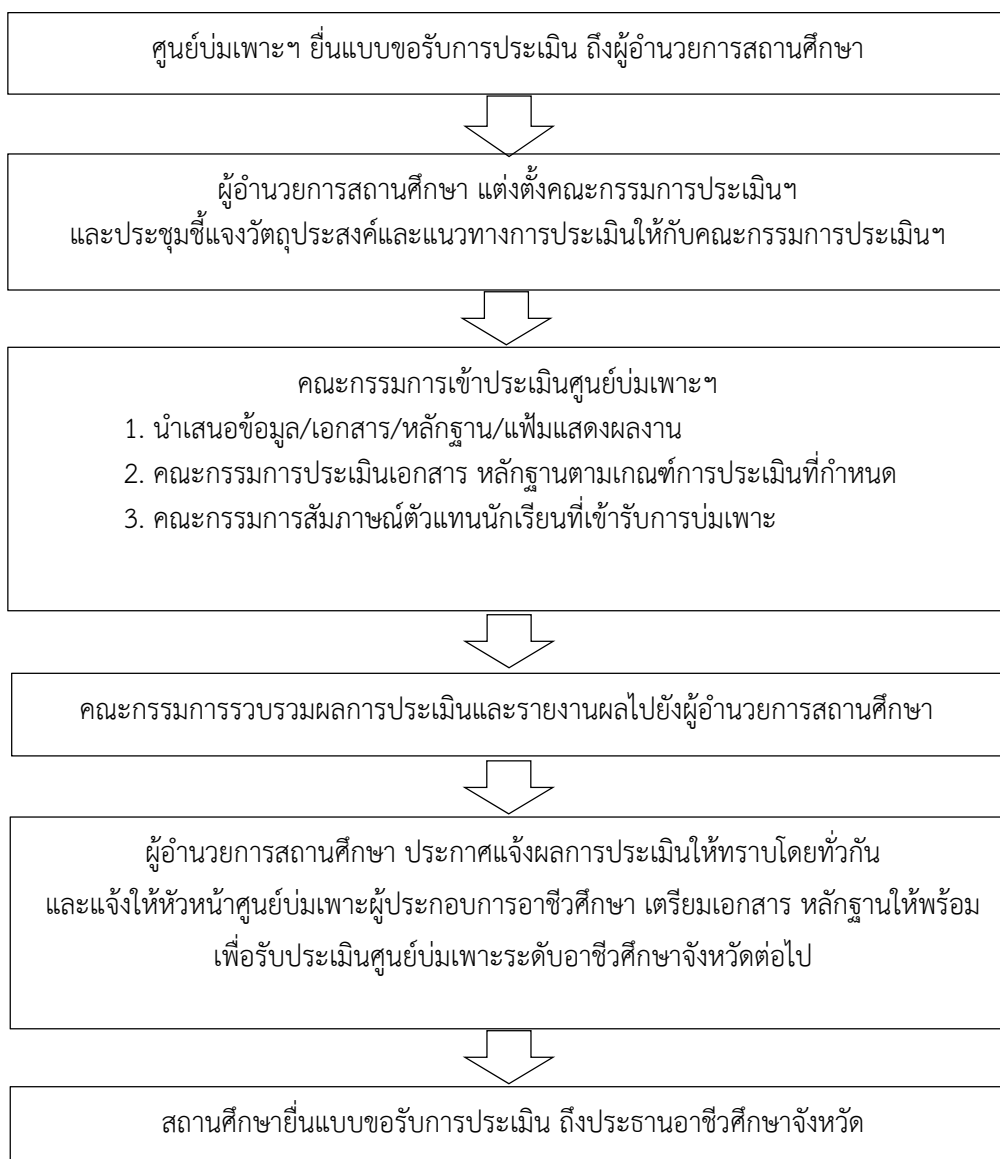 ศูนย์บ่มเพาะฯ ยื่นแบบขอรับการประเมิน ถึงผู้อำนวยการสถานศึกษา
ผู้อำนวยการสถานศึกษา แต่งตั้งคณะกรรมการประเมินฯ
และประชุมชี้แจงวัตถุประสงค์และแนวทางการประเมินให้กับคณะกรรมการประเมินฯ
คณะกรรมการเข้าประเมินศูนย์บ่มเพาะฯ
1. นำเสนอข้อมูล/เอกสาร/หลักฐาน/แฟ้มแสดงผลงาน
2. คณะกรรมการประเมินเอกสาร หลักฐานตามเกณฑ์การประเมินที่กำหนด
3. คณะกรรมการสัมภาษณ์ตัวแทนนักเรียนที่เข้ารับการบ่มเพาะ
คณะกรรมการรวบรวมผลการประเมินและรายงานผลไปยังผู้อำนวยการสถานศึกษา
ผู้อำนวยการสถานศึกษา ประกาศแจ้งผลการประเมินให้ทราบโดยทั่วกัน
และแจ้งให้หัวหน้าศูนย์บ่มเพาะผู้ประกอบการอาชีวศึกษา เตรียมเอกสาร หลักฐานให้พร้อม
เพื่อรับประเมินศูนย์บ่มเพาะระดับอาชีวศึกษาจังหวัดต่อไป
สถานศึกษายื่นแบบขอรับการประเมิน ถึงประธานอาชีวศึกษาจังหวัด